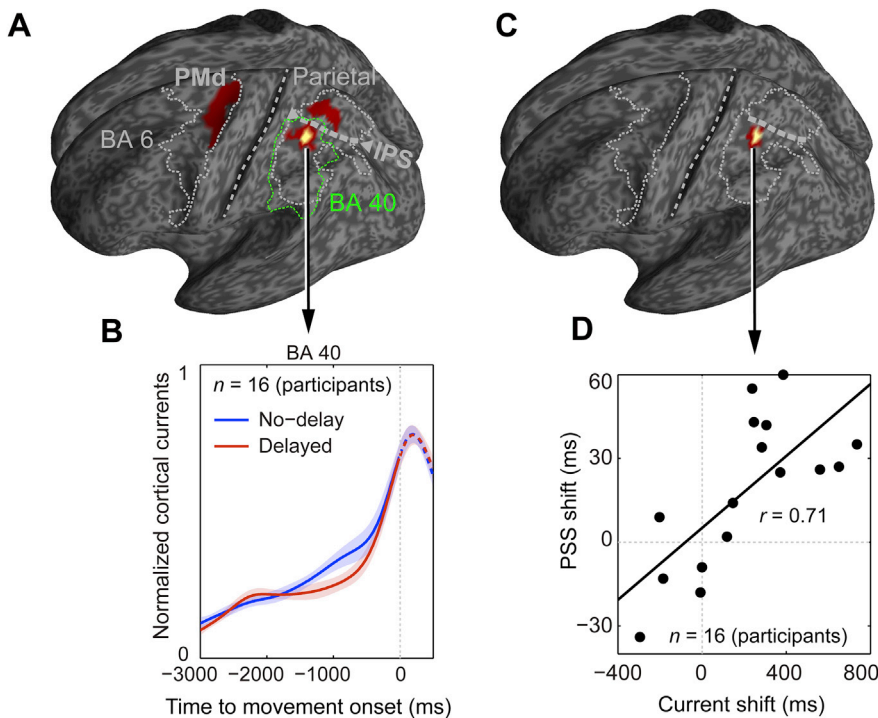 A
PMd
Parietal
BA 6
IPS
BA 40
B
BA 40
1
n = 16 (participants)
No-delay
Delayed
Normalized cortical currents
0
−3000
−2000
−1000
0
Time to movement onset (ms)
C
D
60
30
0
−30
PSS shift (ms)
r = 0.71
n = 16 (participants)
−400
0
400
800
Current shift (ms)